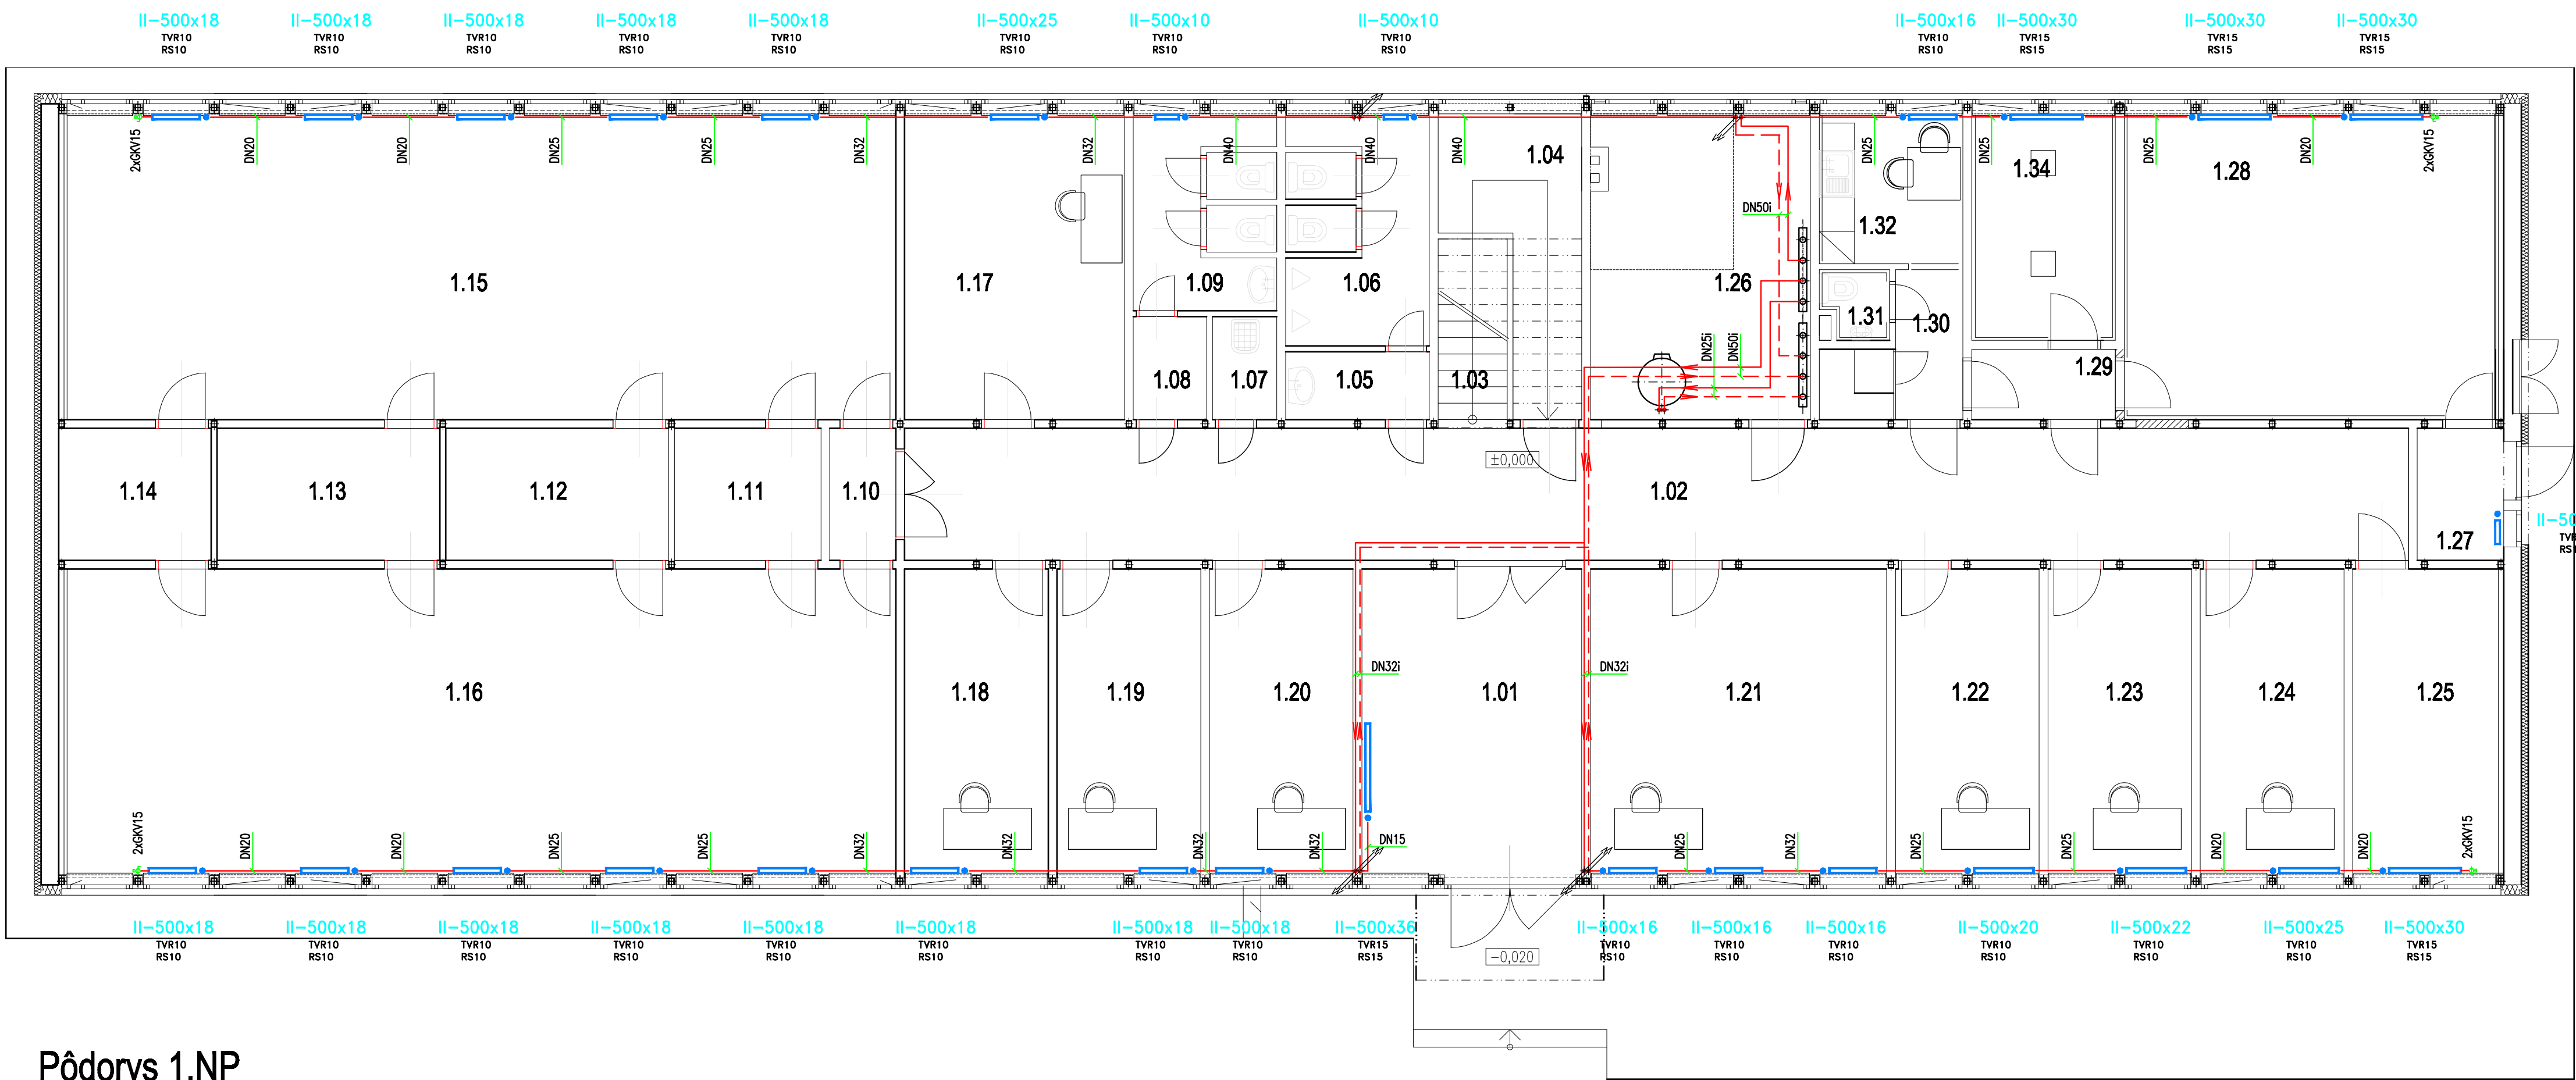 II-500x18 II-500x18 II-500x18 II-500x18 II-500x18 II-500x25 II-500x10 II-500x10 II-500x16 II-500x30 II-500x30 II-500x30
TVR10 TVR10 TVR10 TVR10 TVR10 TVR10 TVR10 TVR10 TVR10 TVR15 TVR15 TVR15
RS10 RS10 RS10 RS10 RS10 RS10 RS10 RS10 RS10 RS15 RS15 RS15
2xGKV15 DN20 DN20 DN25 DN25 DN32 DN32 DN40 DN40 DN40 DN25 DN25 DN25 DN20 2xGKV15
1.04 1.34 1.28
DN50i
1.32
1.15 1.17 1.09 1.06 1.26
1.31 1.30
DN25i DN50i
1.08 1.07 1.05 1.03 1.29
±0,000
1.14 1.13 1.12 1.11 1.10 1.02
II-50
1.27
DN32i DN32i
1.16 1.18 1.19 1.20 1.01 1.21 1.22 1.23 1.24 1.25
2xGKV15 DN20 DN20 DN25 DN25 DN32 DN32 DN32 DN32 DN15 DN25 DN32 DN25 DN25 DN20 DN20 2xGKV15
II-500x18 II-500x18 II-500x18 II-500x18 II-500x18 II-500x18 II-500x18 II-500x18 II-500x36 II-500x16 II-500x16 II-500x16 II-500x20 II-500x22 II-500x25 II-500x30
TVR10 TVR10 TVR10 TVR10 TVR10 TVR10 TVR10 TVR10 TVR15 TVR10 TVR10 TVR10 TVR10 TVR10 TVR10 TVR15
RS10 RS10 RS10 RS10 RS10 RS10 RS10 RS10 RS15 RS10 RS10 RS10 RS10 RS10 RS10 RS15
-0,020
Pôdorys 1.NP